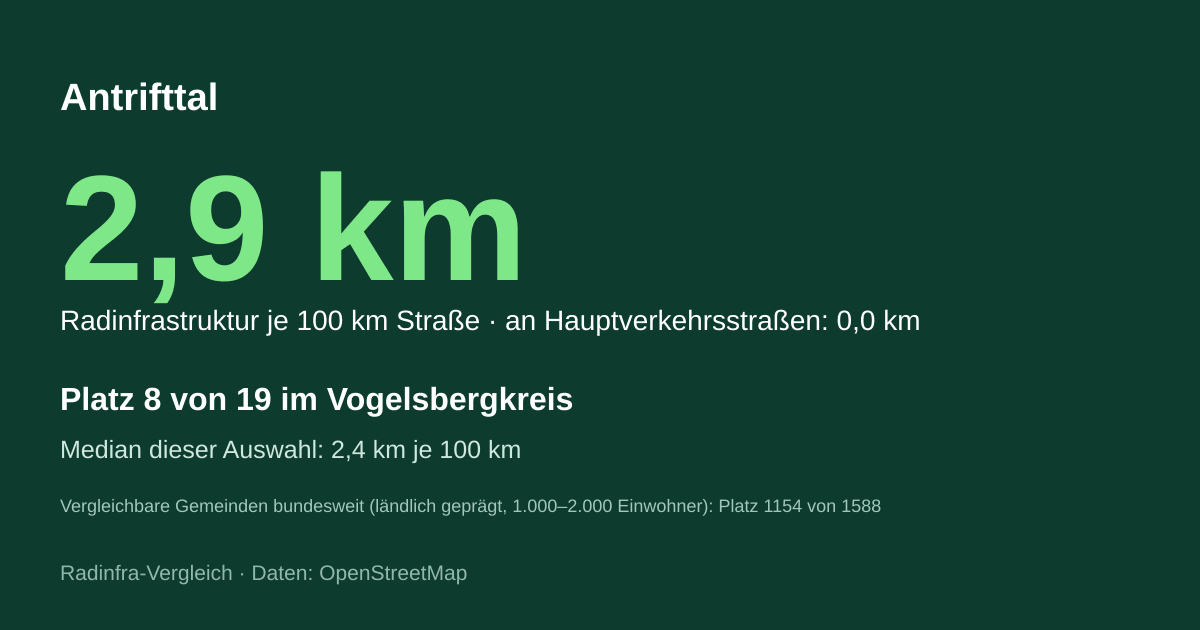 Antrifttal
2,9 km
Radinfrastruktur je 100 km Straße · an Hauptverkehrsstraßen: 0,0 km
Platz 8 von 19 im Vogelsbergkreis
Median dieser Auswahl: 2,4 km je 100 km
Vergleichbare Gemeinden bundesweit (ländlich geprägt, 1.000–2.000 Einwohner): Platz 1154 von 1588
Radinfra-Vergleich · Daten: OpenStreetMap